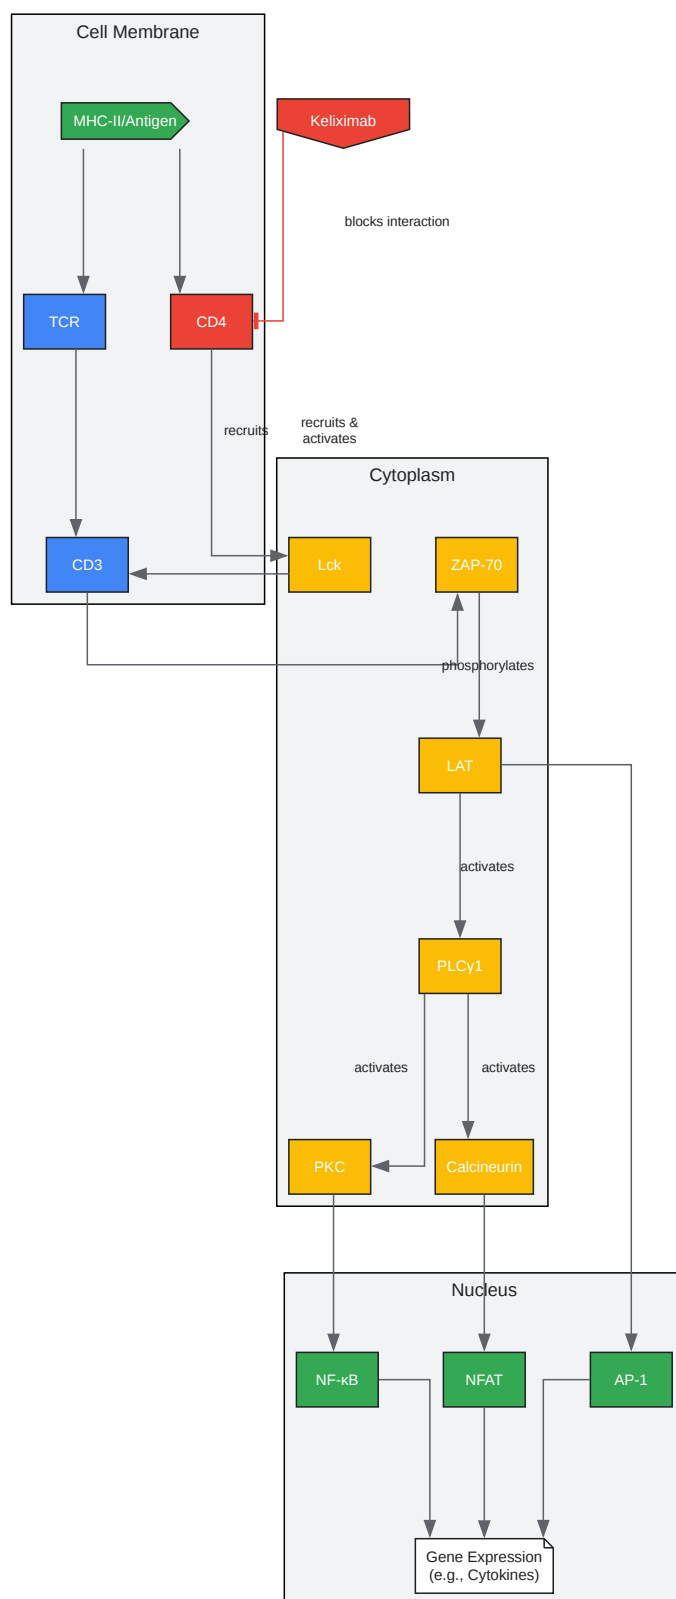 Cell Membrane
MHC-II/Antigen
Keliximab
blocks interaction
TCR
CD4
recruits
recruits &
activates
Cytoplasm
CD3
Lck
ZAP-70
phosphorylates
LAT
activates
PLCγ1
activates
activates
PKC
Calcineurin
Nucleus
NF-κB
NFAT
AP-1
Gene Expression
(e.g., Cytokines)